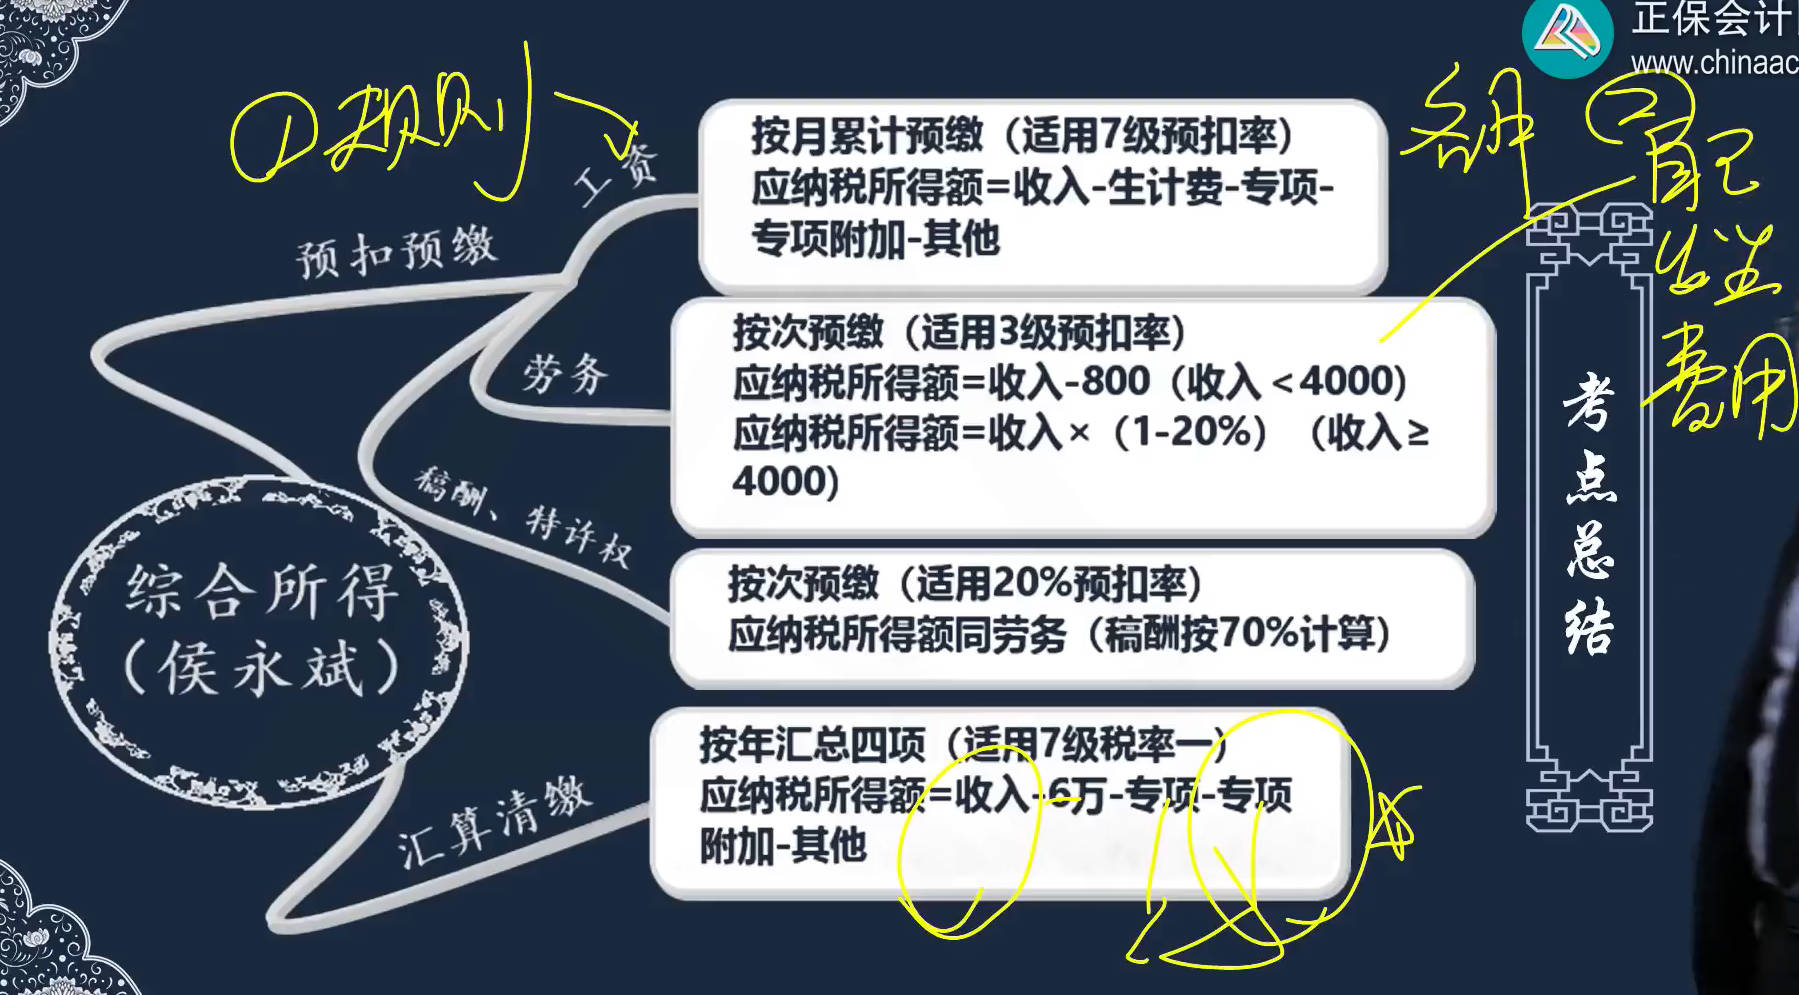 正保会计
www.chinaac
①规则
工资
按月累计预缴（适用7级预扣率）
应纳税所得额=收入-生计费-专项-
专项附加-其他
预扣预缴
劳务
按次预缴（适用3级预扣率）
应纳税所得额=收入-800（收入<4000）
应纳税所得额=收入×（1-20%）（收入≥
4000）
稿酬、特许权
按次预缴（适用20%预扣率）
应纳税所得额同劳务（稿酬按70%计算）
综合所得
（侯永斌）
汇算清缴
按年汇总四项（适用7级税率一）
应纳税所得额=收入-6万-专项-专项
附加-其他
②
自己
发生
费用
考点总结